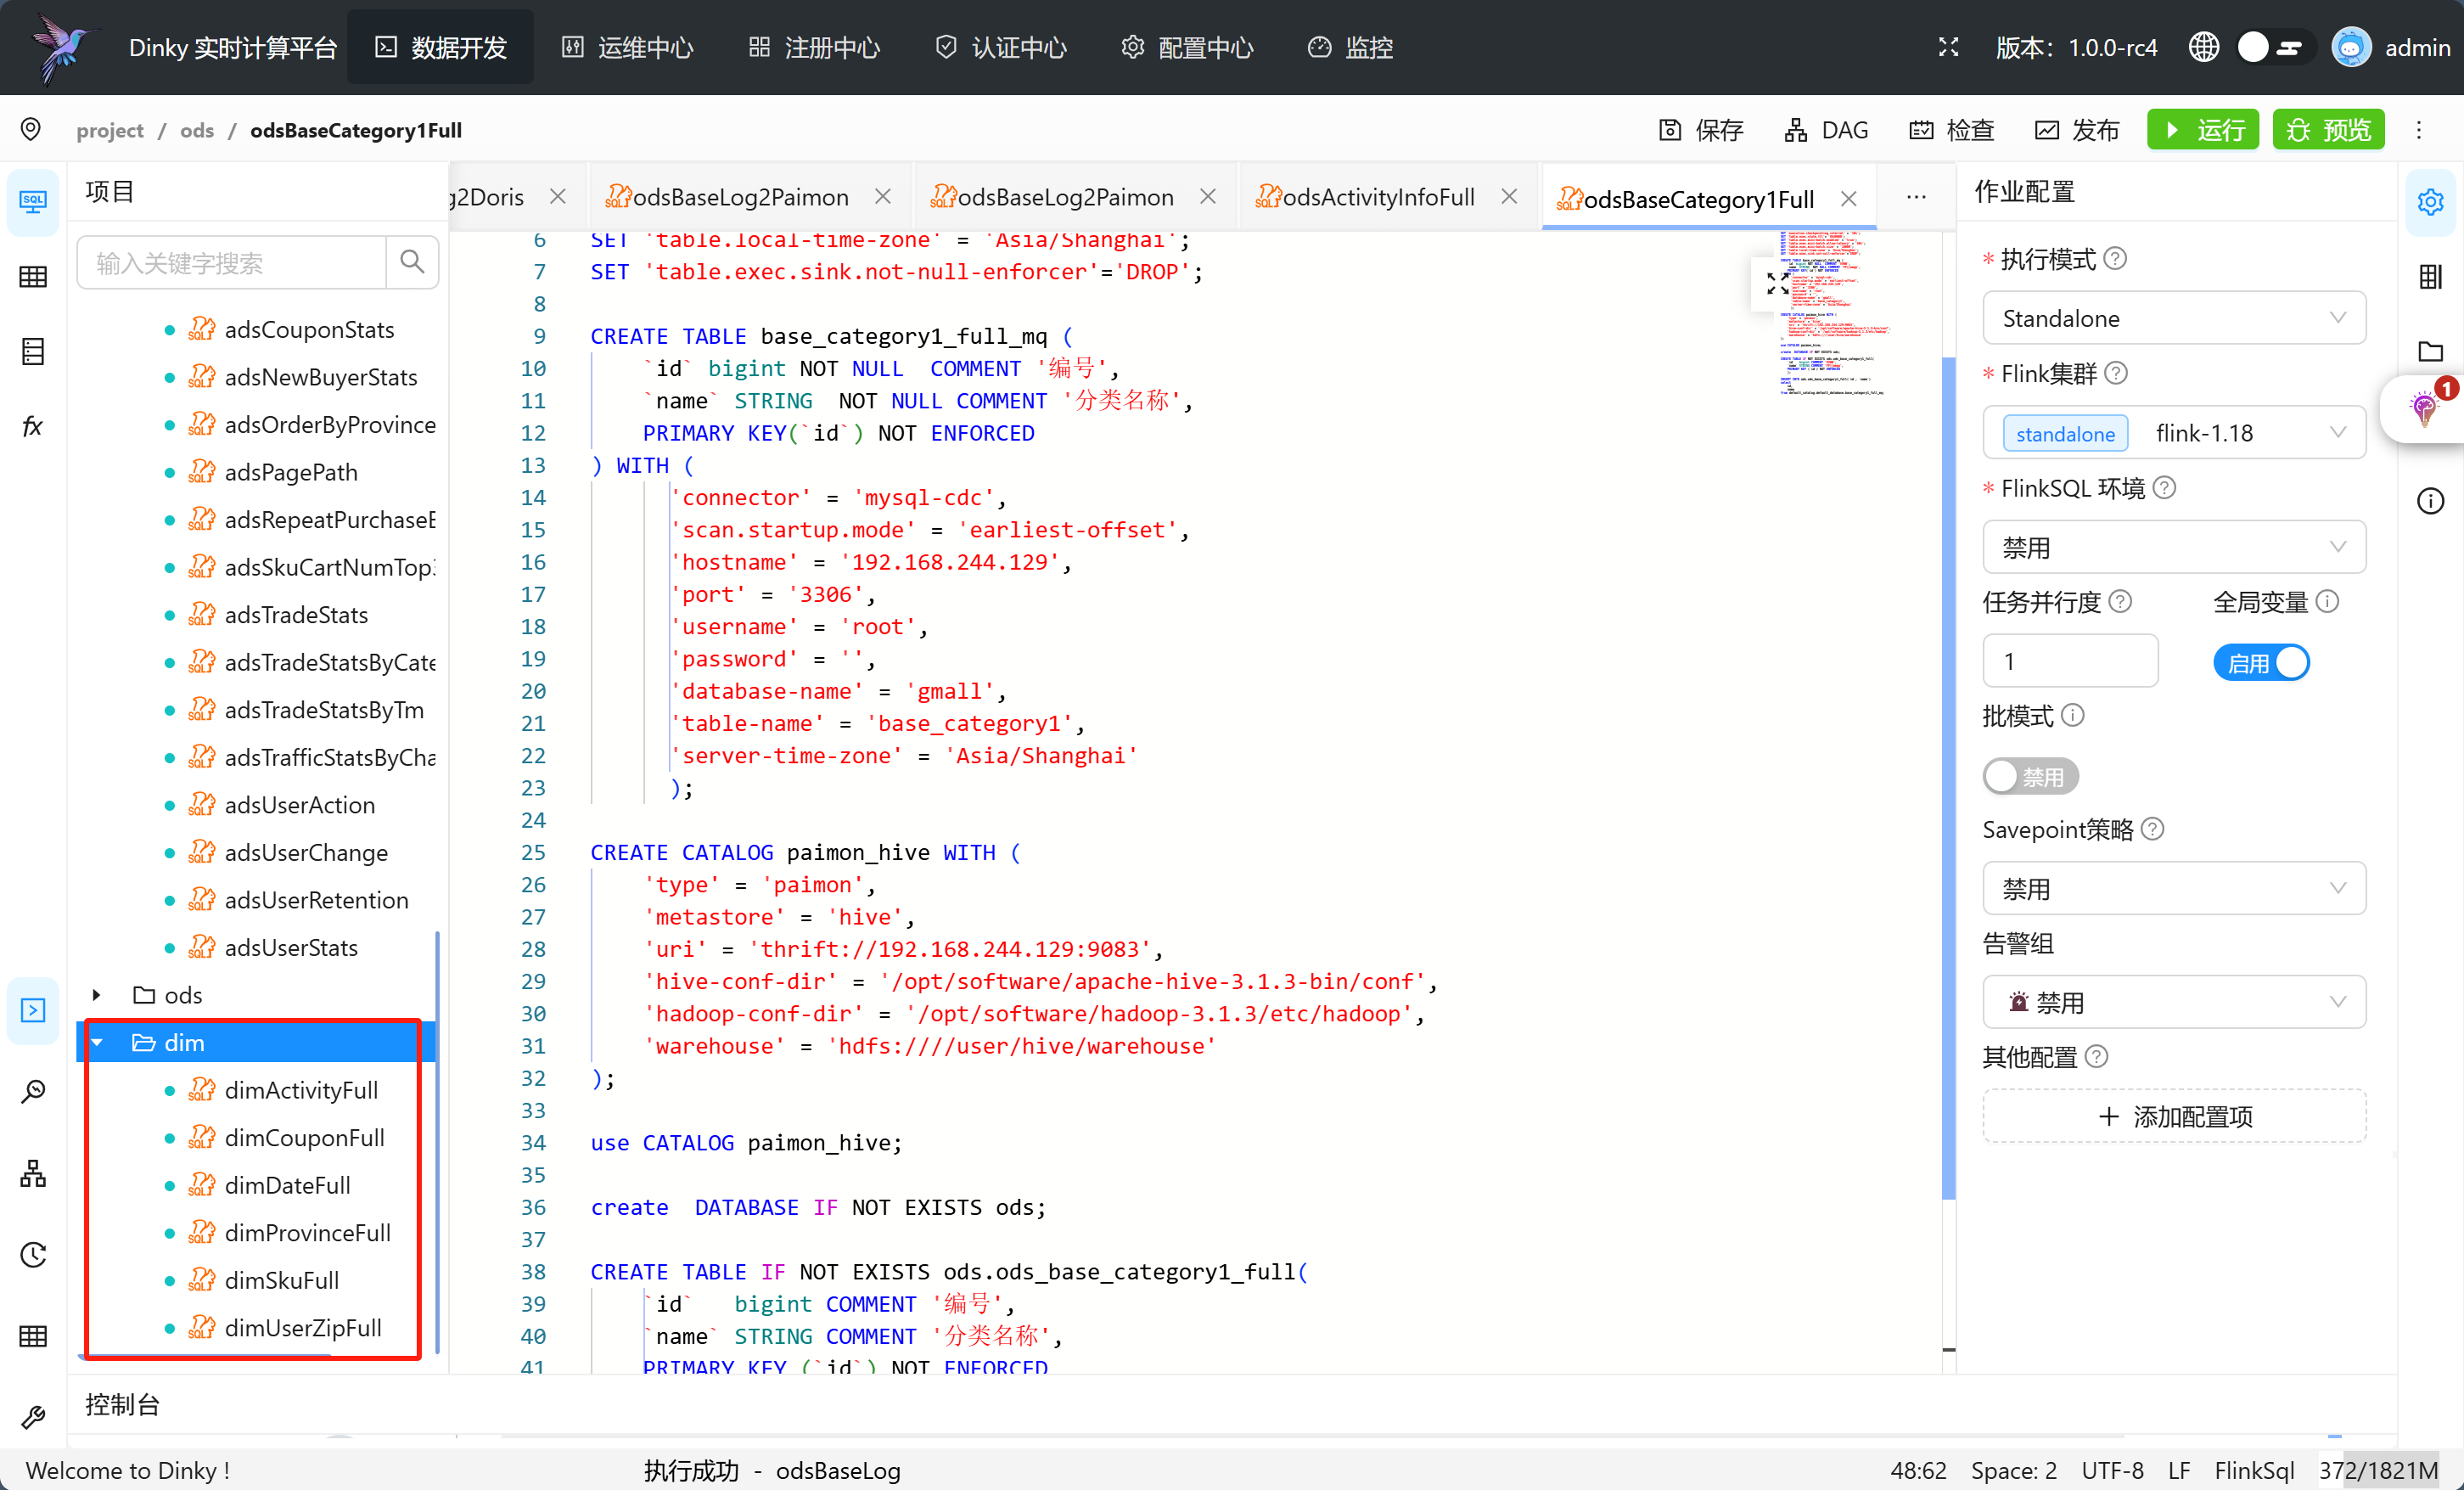 Dinky 实时计算平台 数据开发 运维中心 注册中心 认证中心 配置中心 监控 版本：1.0.0-rc4 admin
project / ods / odsBaseCategory1Full 保存 DAG 检查 发布 运行 预览
项目
输入关键字搜索
adsCouponStats
adsNewBuyerStats
adsOrderByProvince
adsPagePath
adsRepeatPurchaseE
adsSkuCartNumTop3
adsTradeStats
adsTradeStatsByCate
adsTradeStatsByTm
adsTrafficStatsByCha
adsUserAction
adsUserChange
adsUserRetention
adsUserStats
ods
dim
dimActivityFull
dimCouponFull
dimDateFull
dimProvinceFull
dimSkuFull
dimUserZipFull
g2Doris odsBaseLog2Paimon odsBaseLog2Paimon odsActivityInfoFull odsBaseCategory1Full ···
6 SET 'table.local-time-zone' = 'Asia/Shanghai';
7 SET 'table.exec.sink.not-null-enforcer'='DROP';
8
9 CREATE TABLE base_category1_full_mq (
10 `id` bigint NOT NULL  COMMENT '编号',
11 `name` STRING  NOT NULL COMMENT '分类名称',
12 PRIMARY KEY(`id`) NOT ENFORCED
13 ) WITH (
14 'connector' = 'mysql-cdc',
15 'scan.startup.mode' = 'earliest-offset',
16 'hostname' = '192.168.244.129',
17 'port' = '3306',
18 'username' = 'root',
19 'password' = '',
20 'database-name' = 'gmall',
21 'table-name' = 'base_category1',
22 'server-time-zone' = 'Asia/Shanghai'
23 );
24
25 CREATE CATALOG paimon_hive WITH (
26 'type' = 'paimon',
27 'metastore' = 'hive',
28 'uri' = 'thrift://192.168.244.129:9083',
29 'hive-conf-dir' = '/opt/software/apache-hive-3.1.3-bin/conf',
30 'hadoop-conf-dir' = '/opt/software/hadoop-3.1.3/etc/hadoop',
31 'warehouse' = 'hdfs:////user/hive/warehouse'
32 );
33
34 use CATALOG paimon_hive;
35
36 create  DATABASE IF NOT EXISTS ods;
37
38 CREATE TABLE IF NOT EXISTS ods.ods_base_category1_full(
39 `id`   bigint COMMENT '编号',
40 `name` STRING COMMENT '分类名称',
41 PRIMARY KEY (`id`) NOT ENFORCED
作业配置
* 执行模式
Standalone
* Flink集群
standalone flink-1.18
* FlinkSQL 环境
禁用
任务并行度 全局变量
1 启用
批模式
禁用
Savepoint策略
禁用
告警组
禁用
其他配置
+ 添加配置项
1
控制台
Welcome to Dinky ! 执行成功 - odsBaseLog 48:62 Space: 2 UTF-8 LF FlinkSql 372/1821M